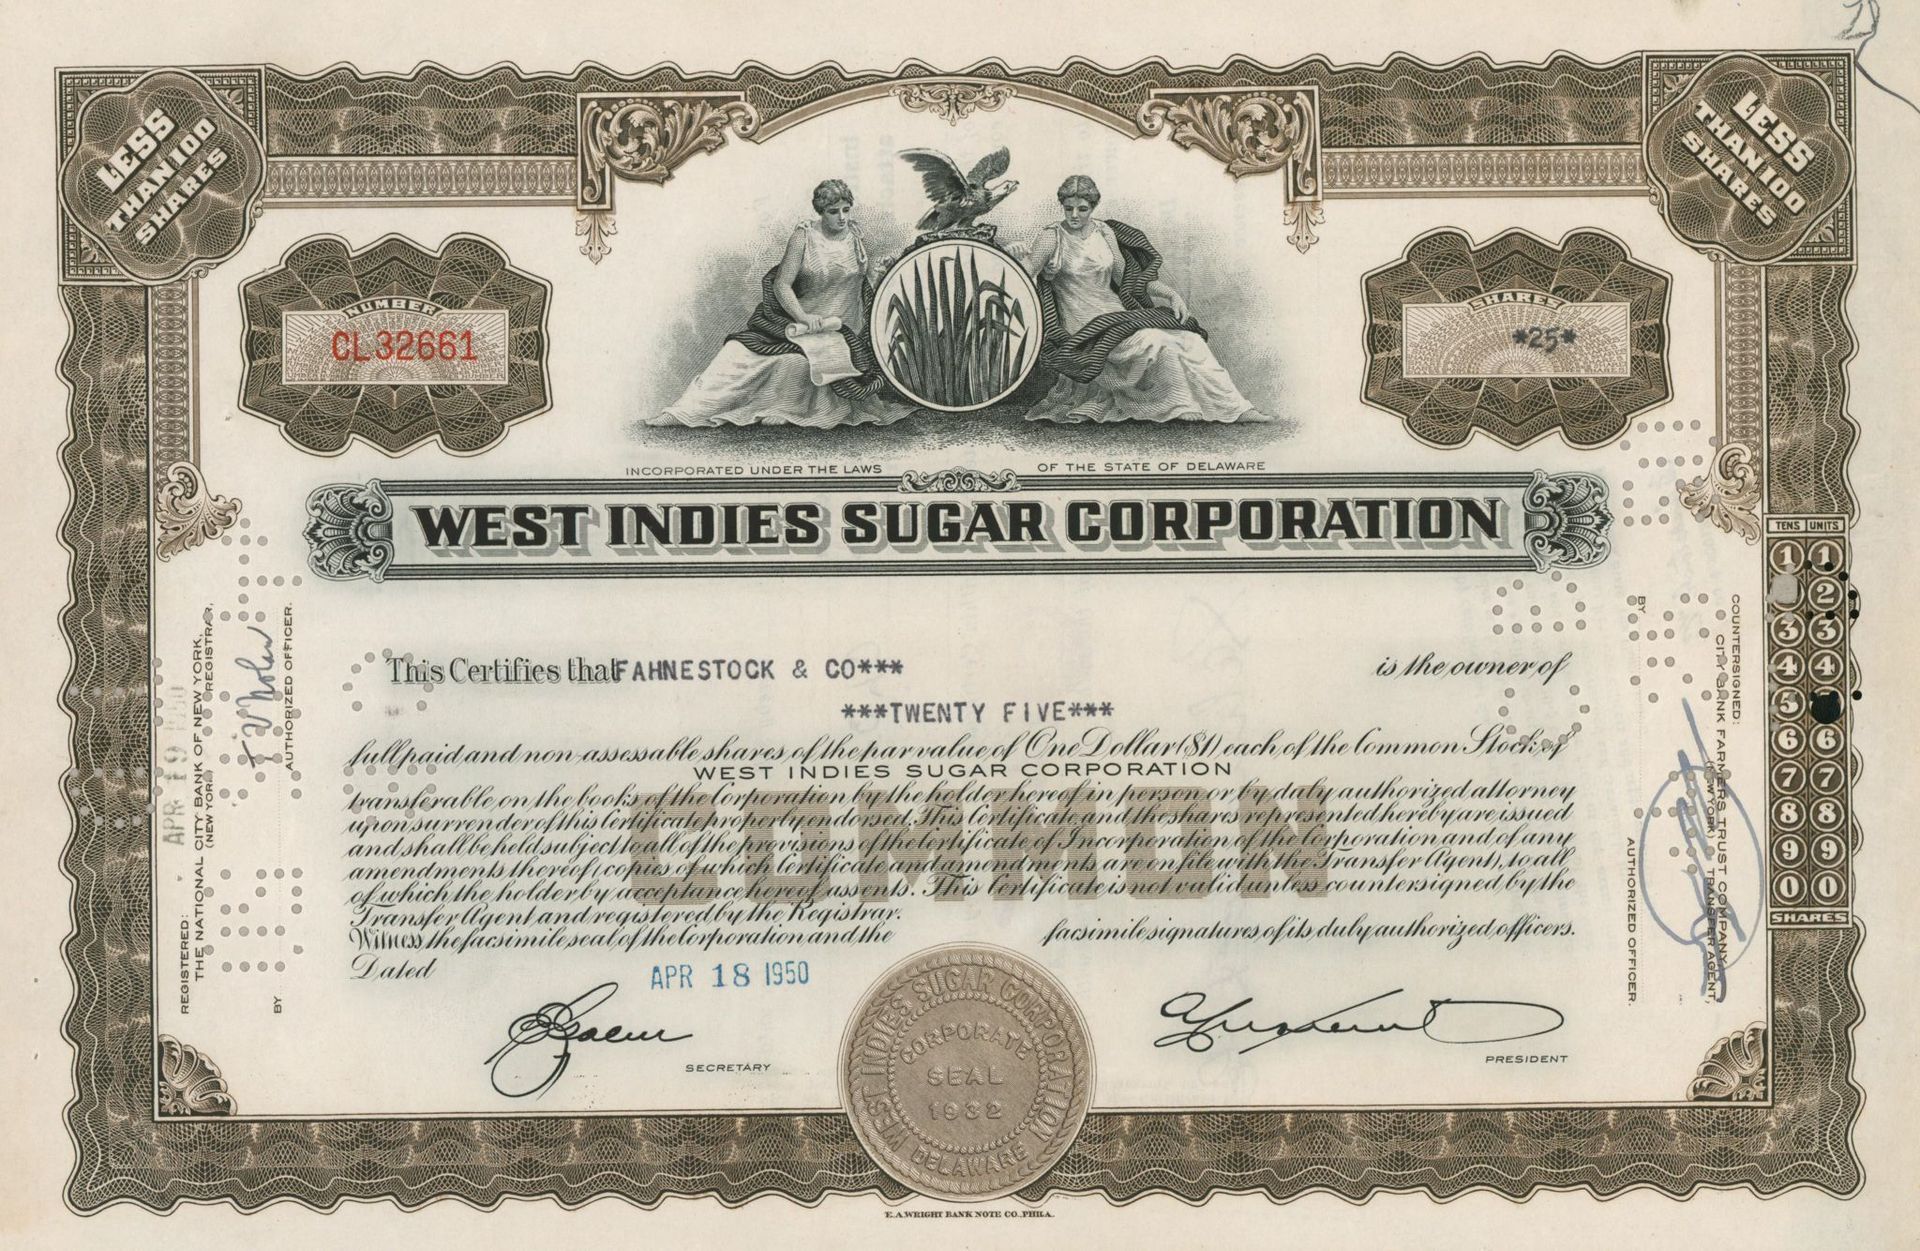 LESS
THAN 100
SHARES
LESS
THAN 100
SHARES
NUMBER
CL32661
SHARES
*25*
INCORPORATED UNDER THE LAWS OF THE STATE OF DELAWARE
WEST INDIES SUGAR CORPORATION
This Certifies that FAHNESTOCK & CO*** is the owner of
***TWENTY FIVE***
full paid and non-assessable shares of the par value of One Dollar ($1) each of the Common Stock of
WEST INDIES SUGAR CORPORATION
transferable on the books of the Corporation by the holder hereof in person or by duly authorized attorney
upon surrender of this Certificate properly endorsed. This Certificate and the shares represented hereby are issued
and shall be held subject to all of the provisions of the Certificate of Incorporation of the Corporation and of any
amendments thereof (copies of which Certificate and amendments are on file with the Transfer Agent), to all
of which the holder by acceptance hereof assents. This Certificate is not valid unless countersigned by the
Transfer Agent and registered by the Registrar.
COMMON
Witness the facsimile seal of the Corporation and the facsimile signatures of its duly authorized officers.
Dated APR 18 1950
SECRETARY
PRESIDENT
WEST INDIES SUGAR CORPORATION
CORPORATE
SEAL
1932
DELAWARE
E.A. WRIGHT BANK NOTE CO., PHILA.
REGISTERED:
THE NATIONAL CITY BANK OF NEW YORK,
(NEW YORK) REGISTRAR,
BY
AUTHORIZED OFFICER.
COUNTERSIGNED:
CITY BANK FARMERS TRUST COMPANY,
(NEW YORK) TRANSFER AGENT,
BY
AUTHORIZED OFFICER.
TENS UNITS
1 1
2
3 3
4 4
5
6 6
7 7
8 8
9 9
0 0
SHARES